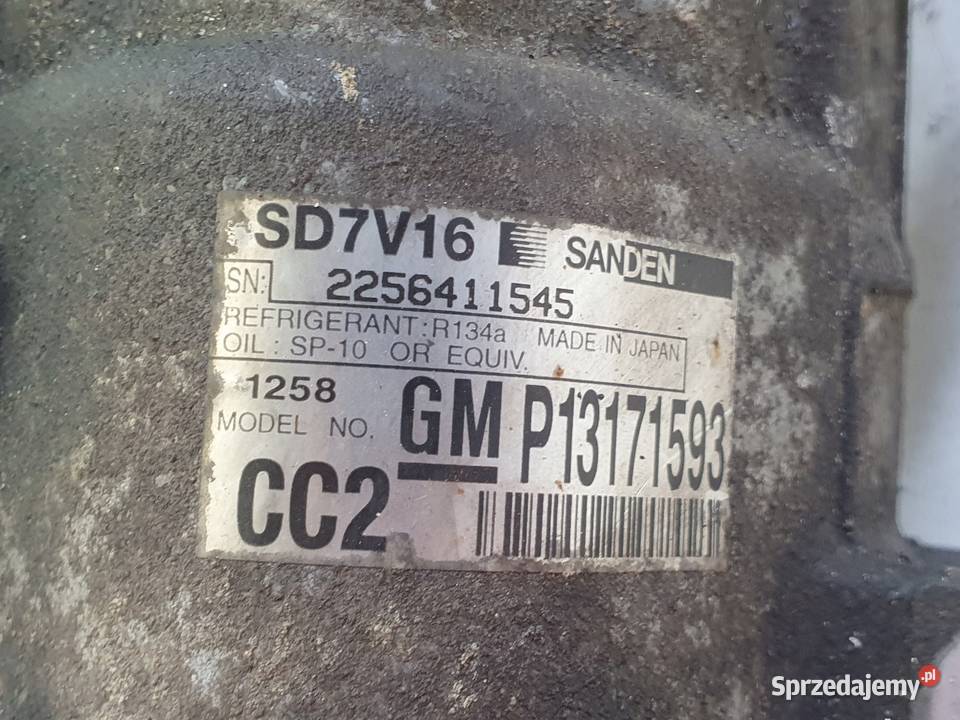 SD7V16 SANDEN
SN: 2256411545
REFRIGERANT:R134a MADE IN JAPAN
OIL : SP-10 OR EQUIV.
1258
MODEL NO. GM P13171593
CC2
Sprzedajemy.pl